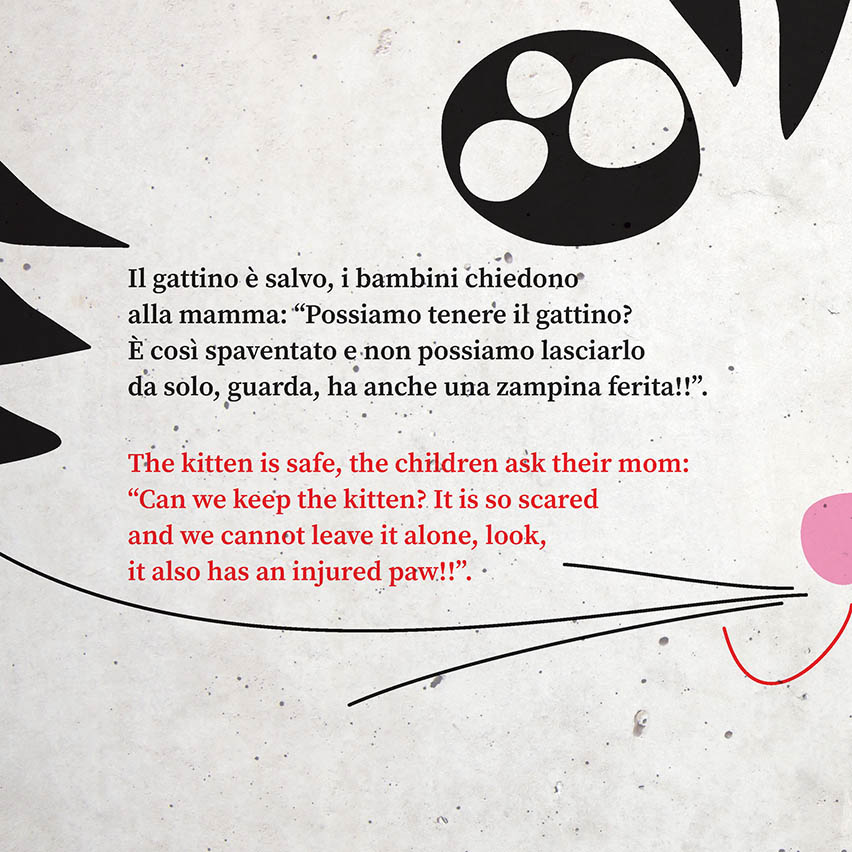 Il gattino è salvo, i bambini chiedono
alla mamma: “Possiamo tenere il gattino?
È così spaventato e non possiamo lasciarlo
da solo, guarda, ha anche una zampina ferita!!”.
The kitten is safe, the children ask their mom:
“Can we keep the kitten? It is so scared
and we cannot leave it alone, look,
it also has an injured paw!!”.